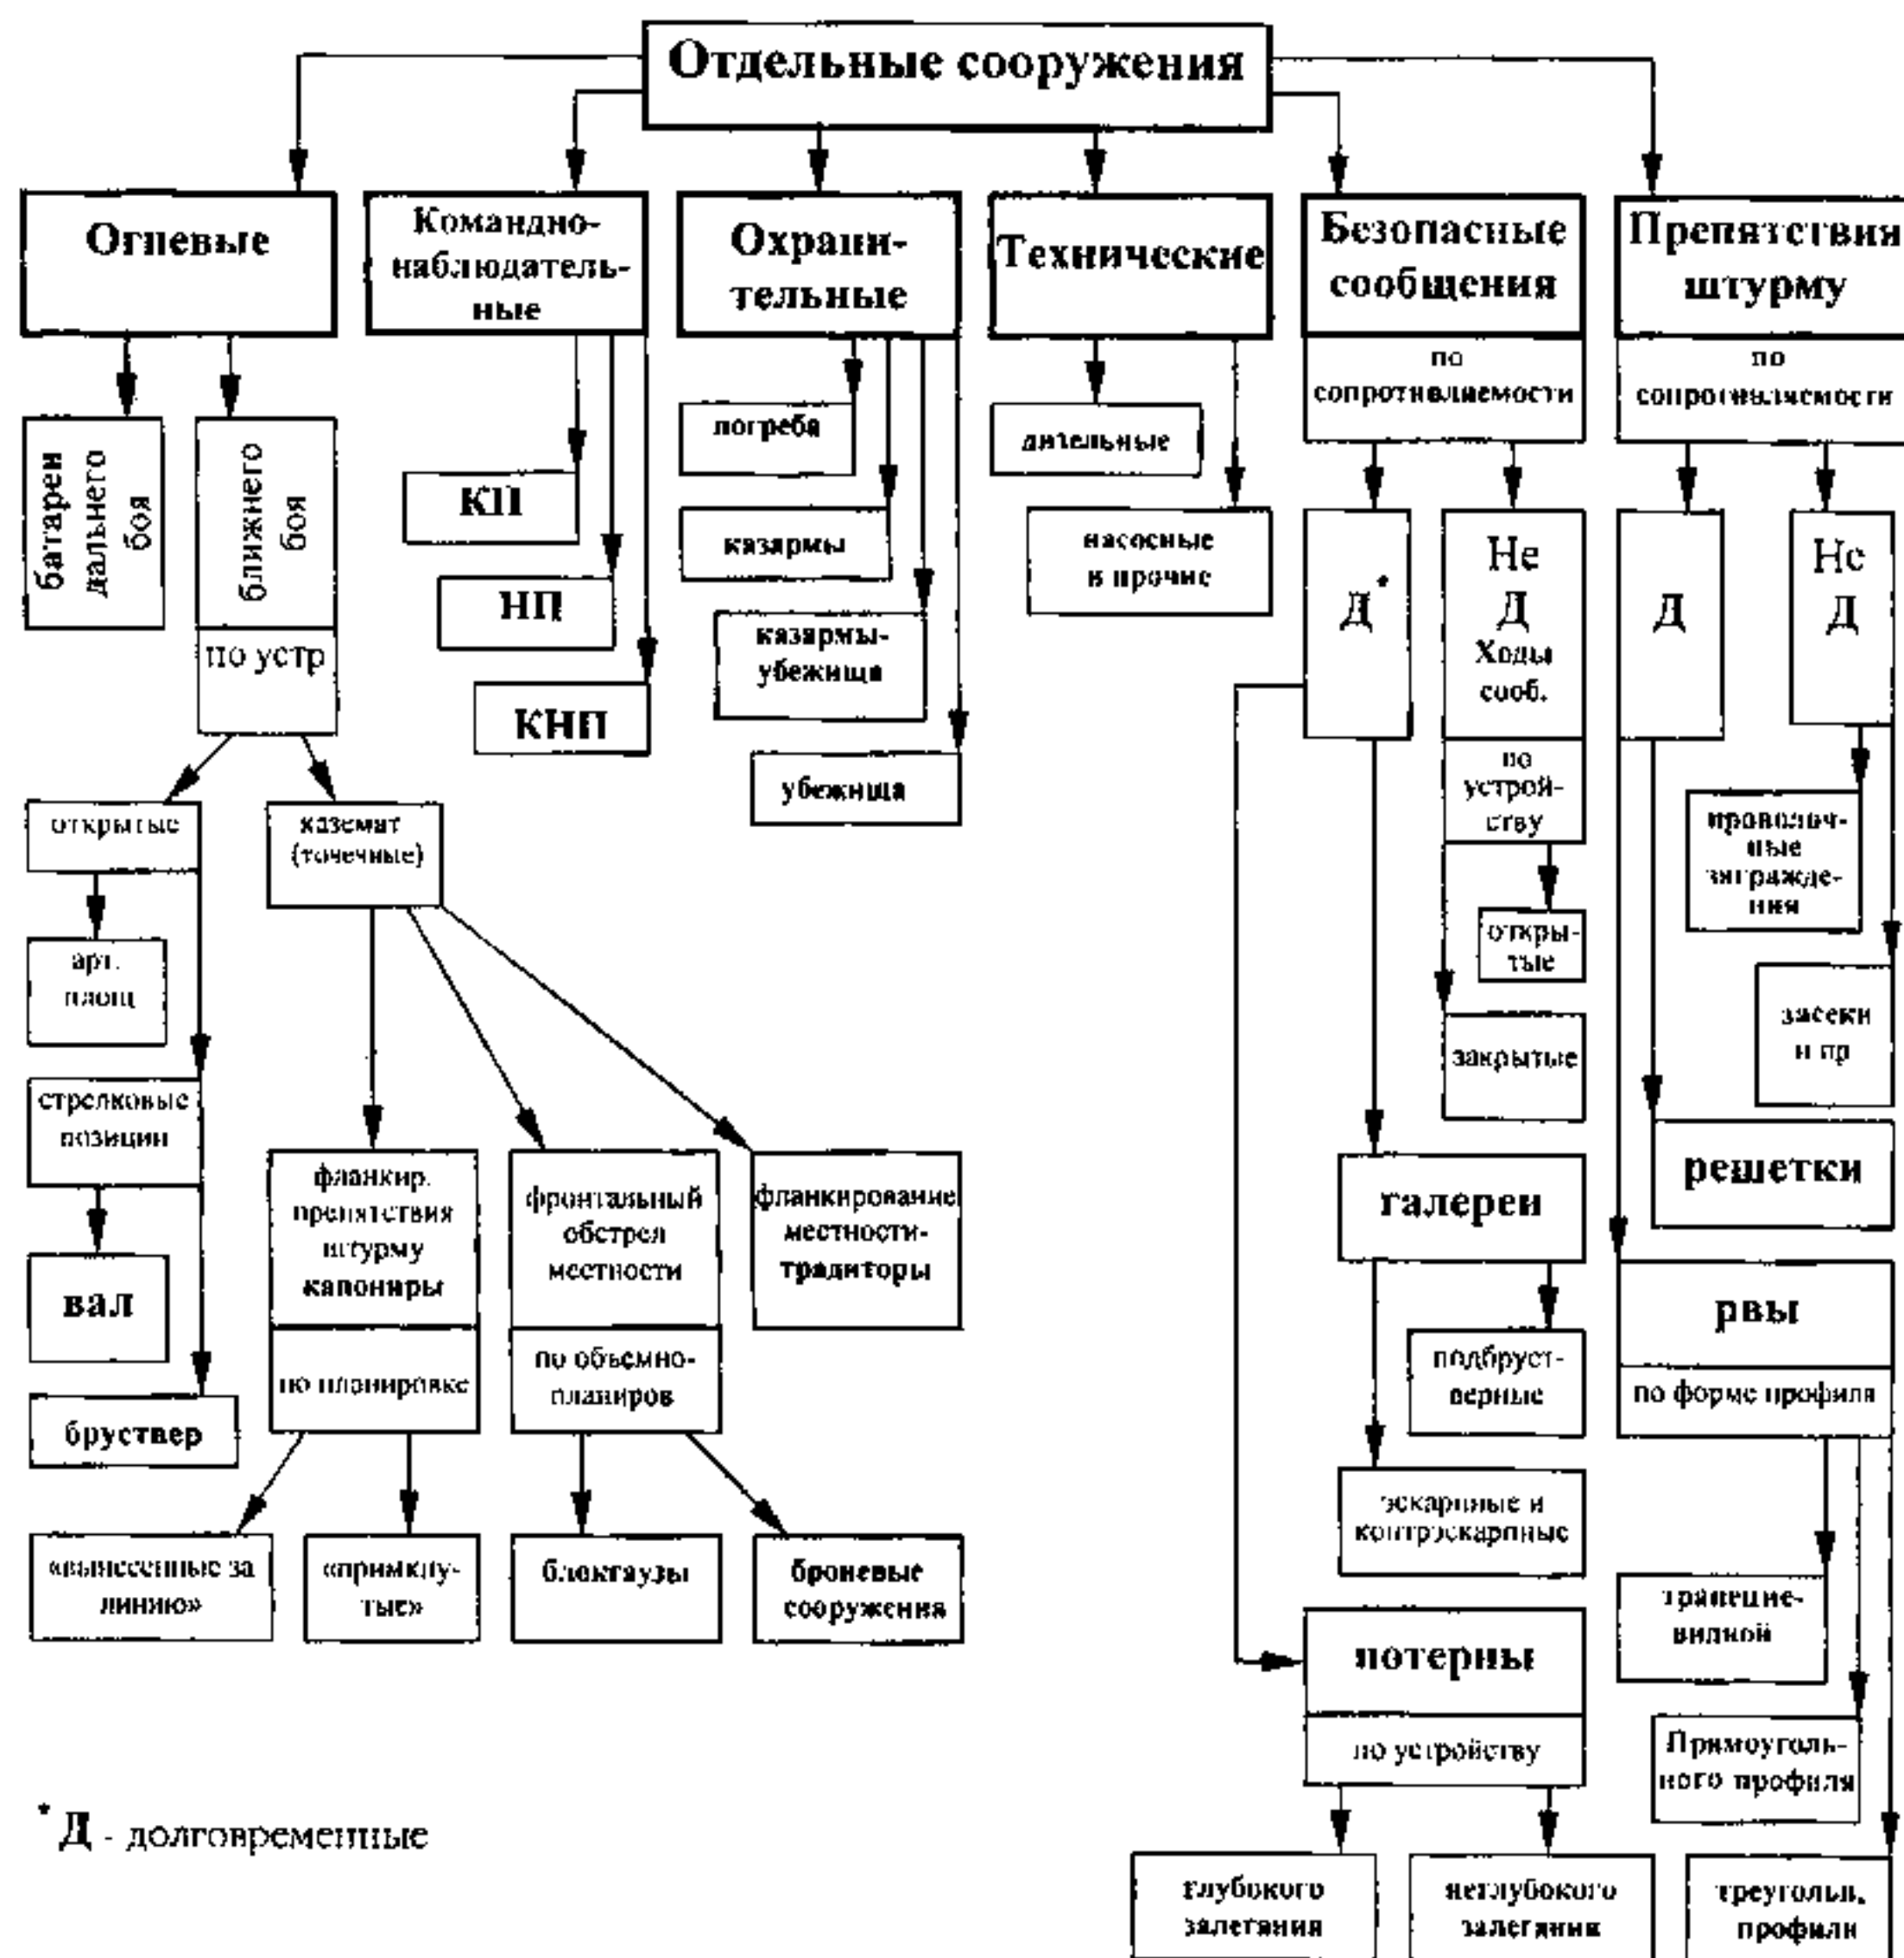 Отдельные сооружения
Огневые
Командно-
наблюдатель-
ные
Охрани-
тельные
Технические
Безопасные
сообщения
Препятствия
штурму
по
сопротивляемости
по
сопротивляемости
батареи
дальнего
боя
ближнего
боя
по устр
КП
НП
КНП
погреба
казармы
казармы-
убежища
убежища
дизельные
насосные
и прочие
Д*
Не
Д
Ходы
сооб.
по
устрой-
ству
Д
Не
Д
открытые
каземат
(точечные)
проволоч-
ные
загражде-
ния
откры-
тые
закрытые
засеки
и пр
арт.
площ
стрелковые
позиции
вал
бруствер
фланкир.
препятствия
штурму
капониры
по планировке
фронтальный
обстрел
местности
по объемно-
планиров
фланкирование
местности-
традиторы
«вынесенные за
линию»
«примкну-
тые»
блокгаузы
броневые
сооружения
галереи
подбруст-
верные
эскарпные и
контрэскарпные
решетки
рвы
по форме профиля
трапецие-
видной
Прямоуголь-
ного профиля
треугольн.
профили
потерны
по устройству
глубокого
залегания
неглубокого
залегания
* Д - долговременные